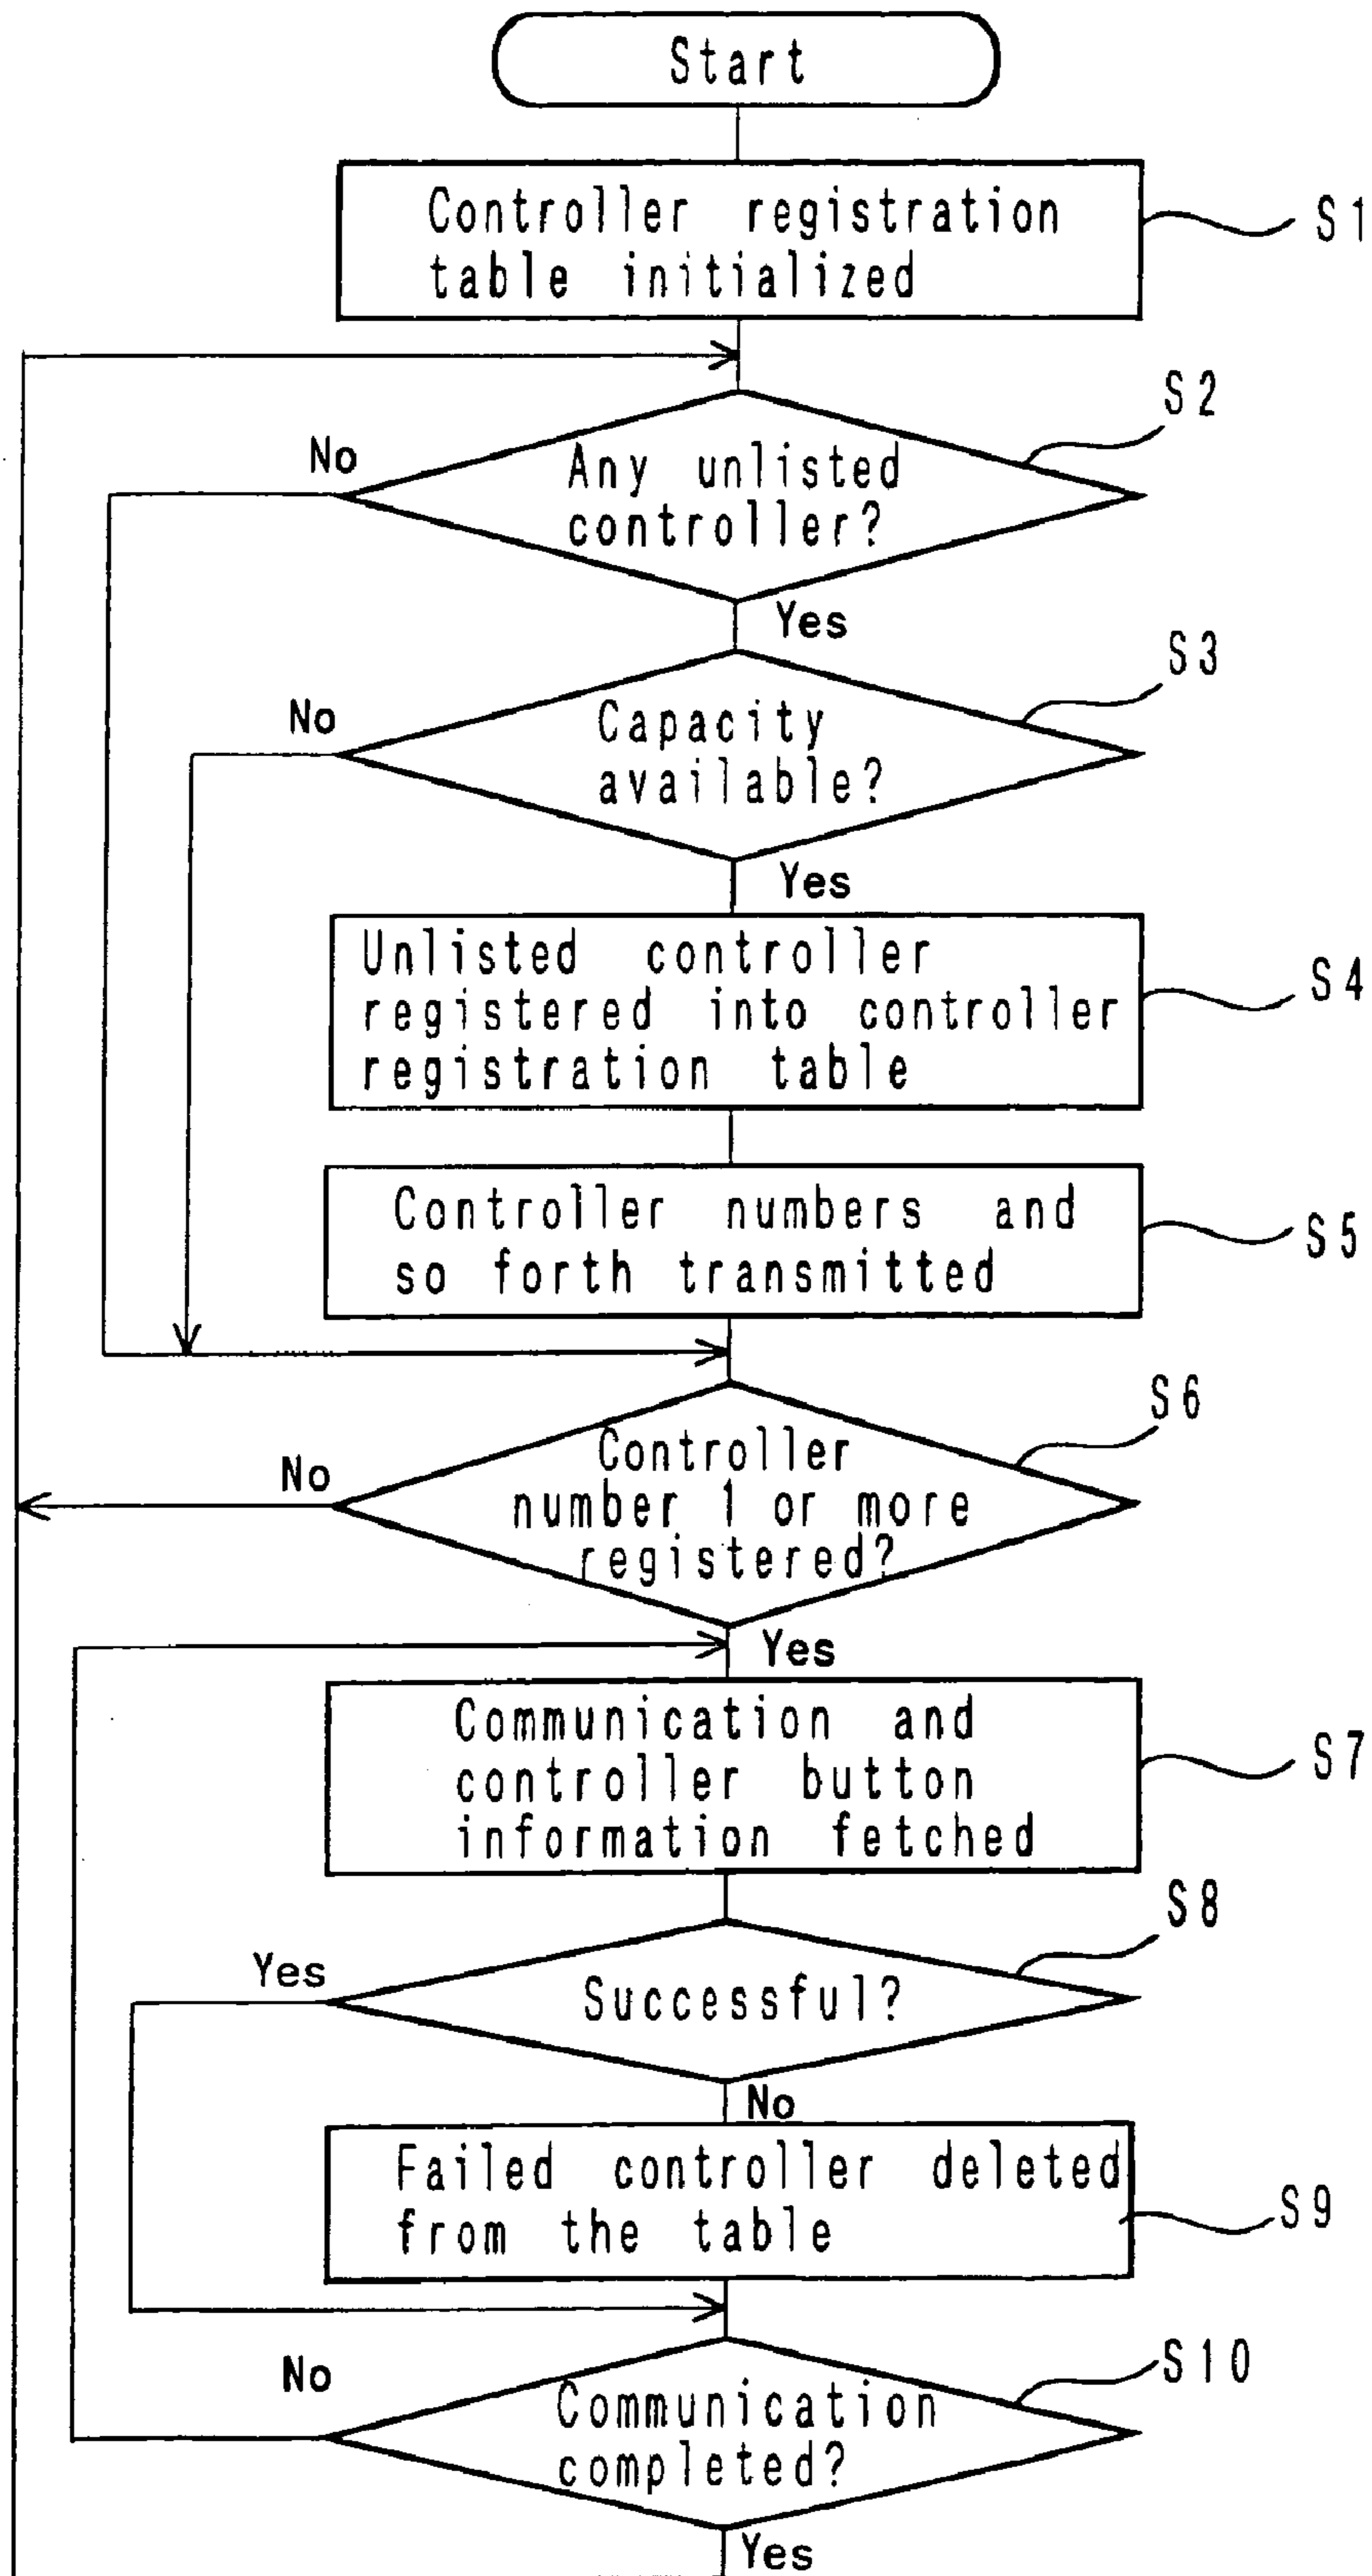 Start
Controller registration
table initialized
S1
S2
No
Any unlisted
controller?
Yes
S3
No
Capacity
available?
Yes
Unlisted controller
registered into controller
registration table
S4
Controller numbers and
so forth transmitted
S5
S6
No
Controller
number 1 or more
registered?
Yes
Communication and
controller button
information fetched
S7
S8
Yes
Successful?
No
Failed controller deleted
from the table
S9
S10
No
Communication
completed?
Yes